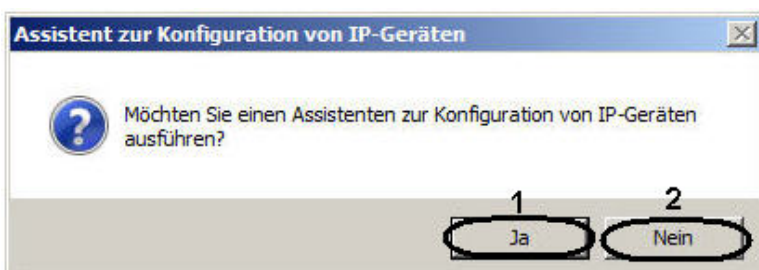 Assistent zur Konfiguration von IP-Geräten
Möchten Sie einen Assistenten zur Konfiguration von IP-Geräten
ausführen?
1
2
Ja
Nein